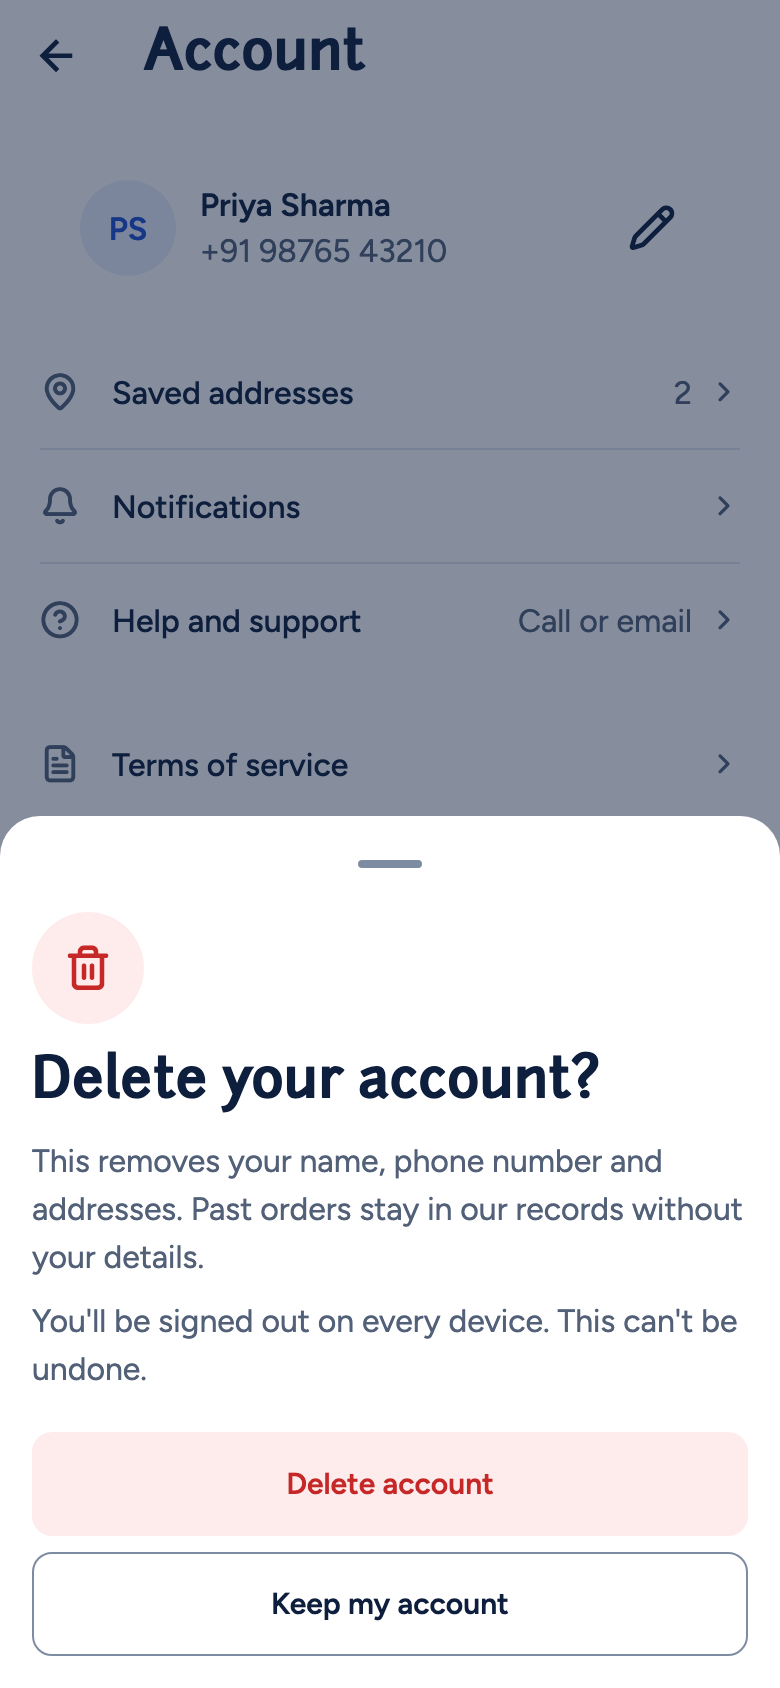 Account
PS
Priya Sharma
+91 98765 43210
Saved addresses 2
Notifications
Help and support Call or email
Terms of service
Delete your account?
This removes your name, phone number and
addresses. Past orders stay in our records without
your details.
You'll be signed out on every device. This can't be
undone.
Delete account
Keep my account